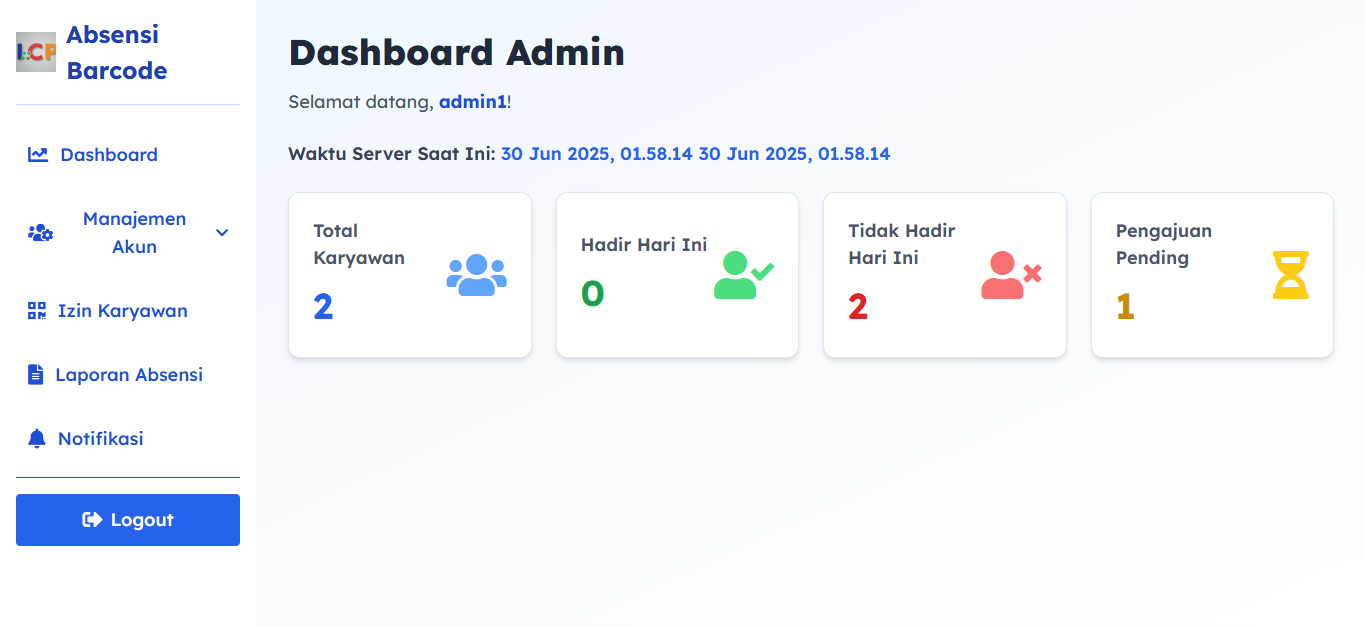 LCP
Absensi
Barcode
Dashboard
Manajemen
Akun
Izin Karyawan
Laporan Absensi
Notifikasi
Logout
Dashboard Admin
Selamat datang, admin1!
Waktu Server Saat Ini: 30 Jun 2025, 01.58.14 30 Jun 2025, 01.58.14
Total
Karyawan
2
Hadir Hari Ini
0
Tidak Hadir
Hari Ini
2
Pengajuan
Pending
1